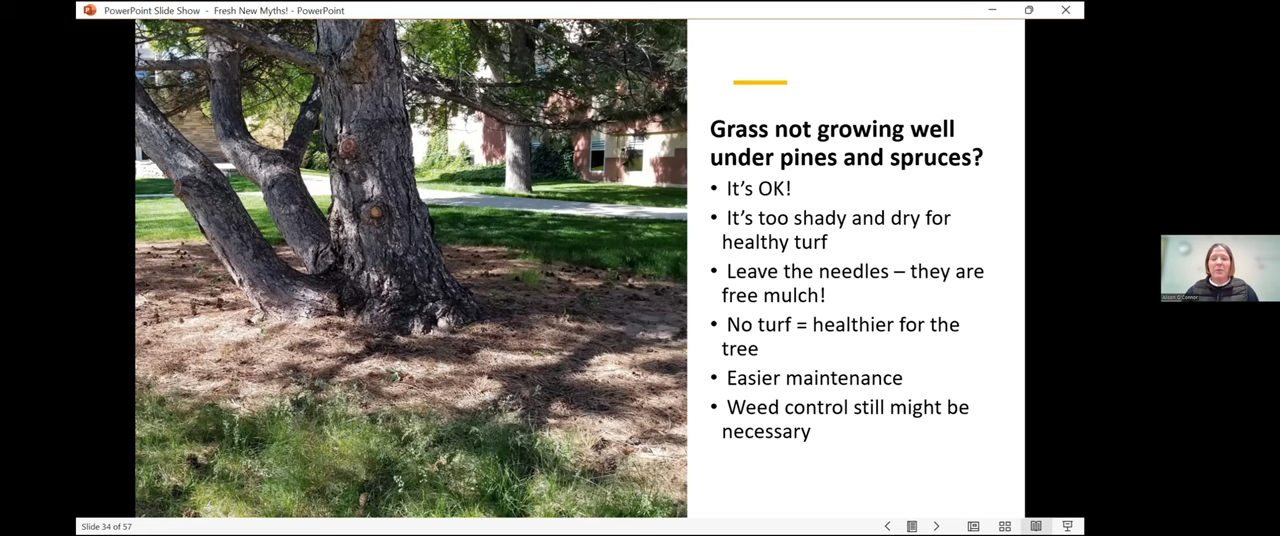 PowerPoint Slide Show - Fresh New Myths! - PowerPoint
Grass not growing well
under pines and spruces?
• It's OK!
• It's too shady and dry for
healthy turf
• Leave the needles – they are
free mulch!
• No turf = healthier for the
tree
• Easier maintenance
• Weed control still might be
necessary
Alison O'Connor
Slide 34 of 57